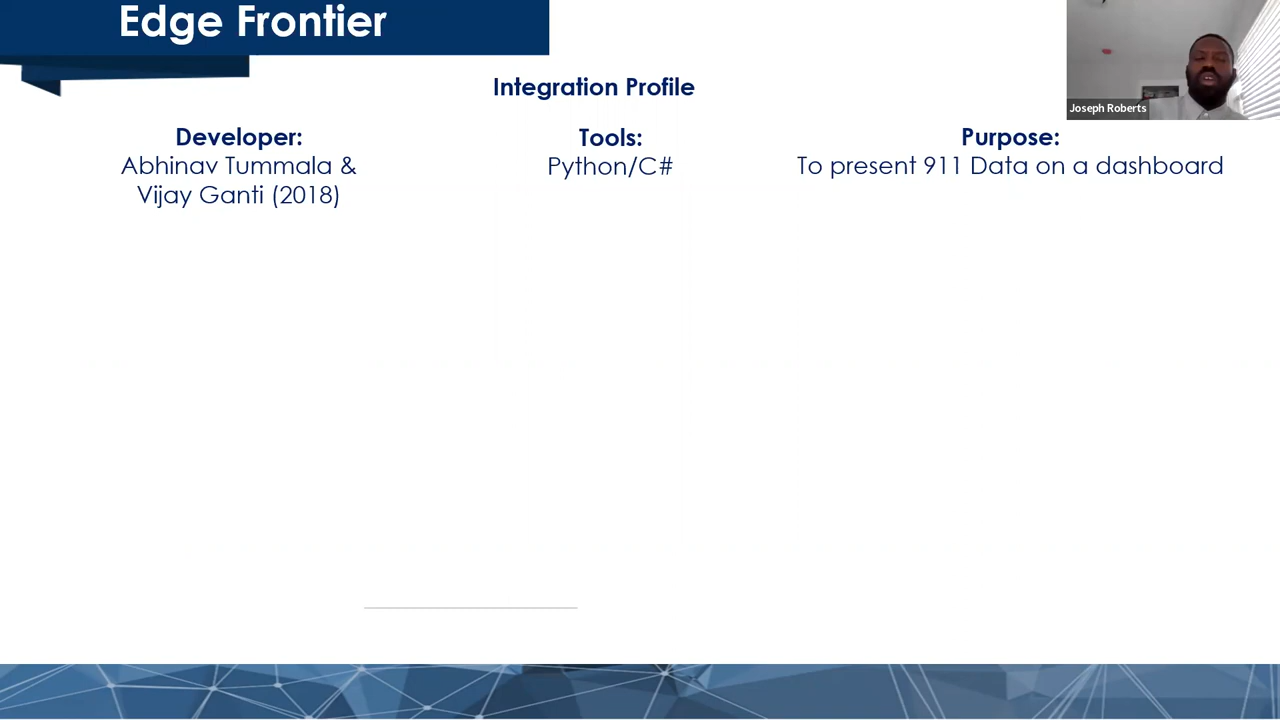 Edge Frontier
Joseph Roberts
Integration Profile
Developer:
Abhinav Tummala &
Vijay Ganti (2018)
Tools:
Python/C#
Purpose:
To present 911 Data on a dashboard